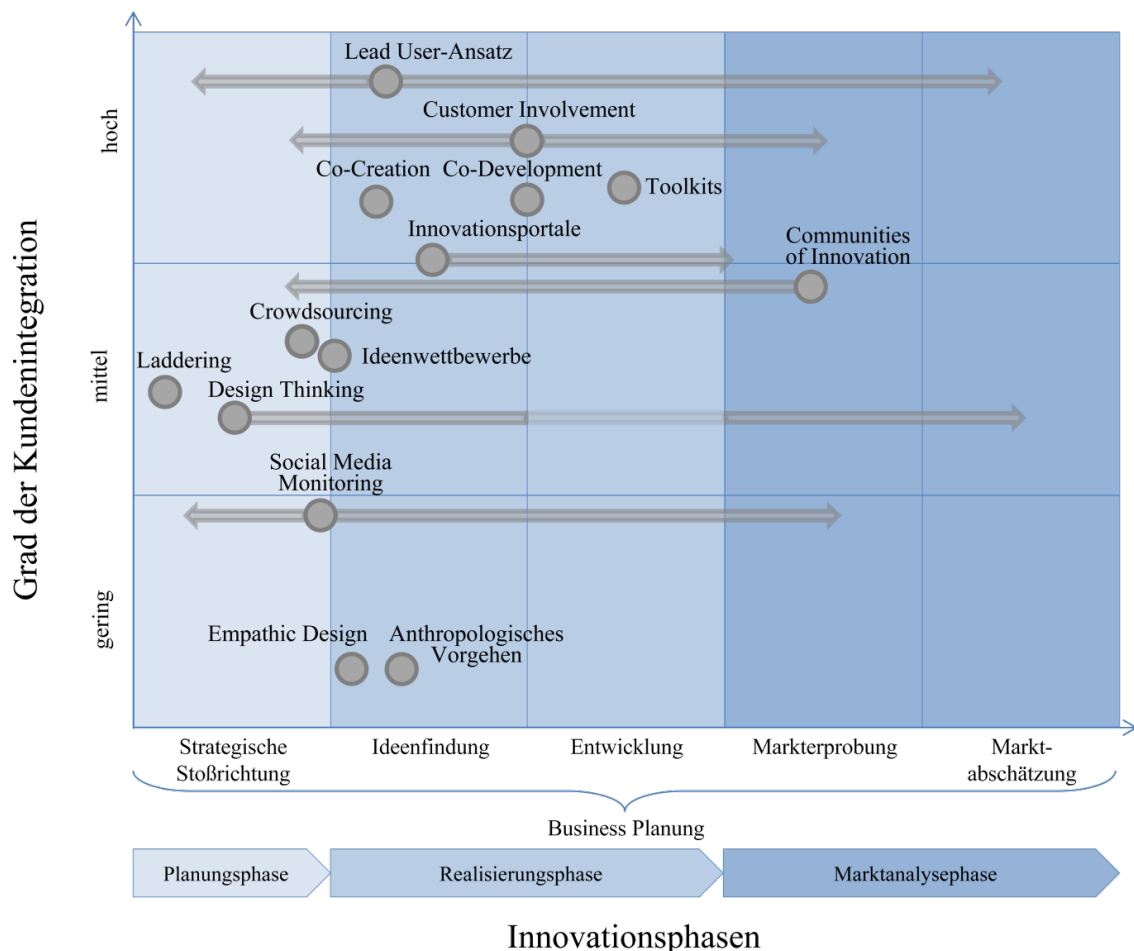 Grad der Kundenintegration
hoch
mittel
gering
Lead User-Ansatz
Customer Involvement
Co-Creation
Co-Development
Toolkits
Innovationsportale
Communities
of Innovation
Crowdsourcing
Ideenwettbewerbe
Laddering
Design Thinking
Social Media
Monitoring
Empathic Design
Anthropologisches
Vorgehen
Strategische
Stoßrichtung
Ideenfindung
Entwicklung
Markterprobung
Markt-
abschätzung
Business Planung
Planungsphase
Realisierungsphase
Marktanalysephase
Innovationsphasen